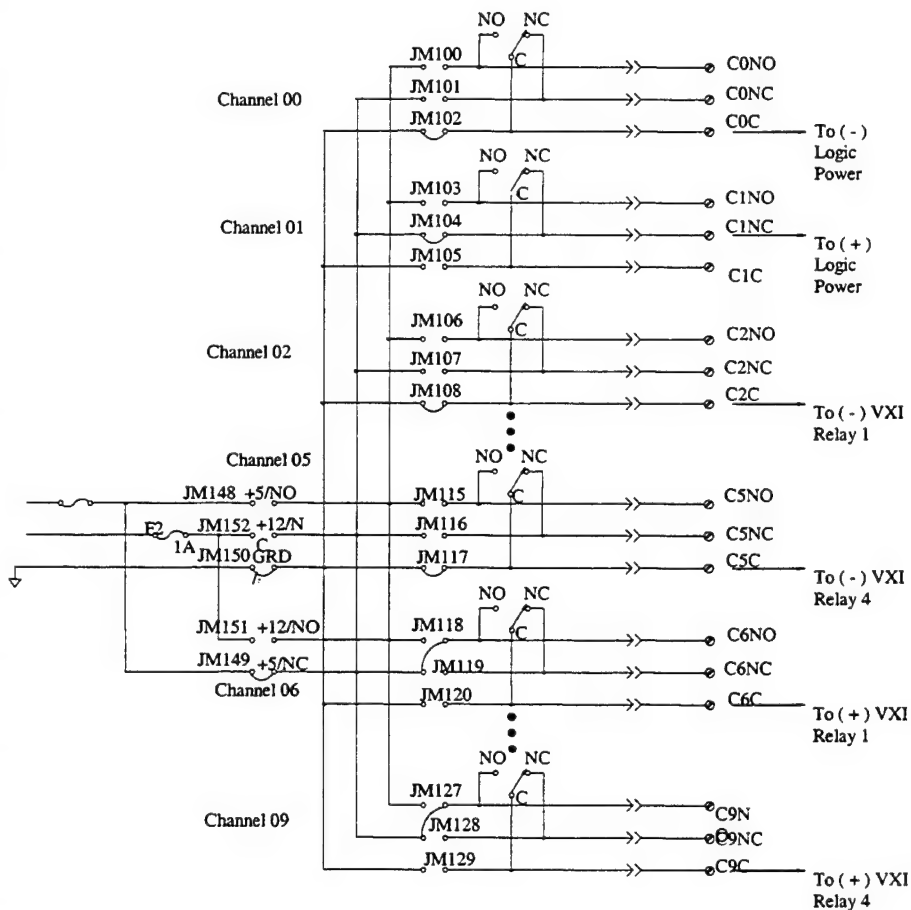 NO NC
JM100 C C0NO
Channel 00 JM101 C0NC
JM102 C0C To ( - )
Logic
Power
NO NC
JM103 C C1NO
Channel 01 JM104 C1NC To ( + )
Logic
Power
JM105 C1C
NO NC
JM106 C C2NO
Channel 02 JM107 C2NC
JM108 C2C To ( - ) VXI
Relay 1
Channel 05 NO NC
JM148 +5/NO JM115 C C5NO
F2 1A JM152 +12/N
C JM116 C5NC
JM150 GRD JM117 C5C To ( - ) VXI
Relay 4
NO NC
JM151 +12/NO JM118 C C6NO
JM149 +5/NC JM119 C6NC
Channel 06 JM120 C6C To ( + ) VXI
Relay 1
NO NC
JM127 C C9N
O
Channel 09 JM128 C9NC
JM129 C9C To ( + ) VXI
Relay 4